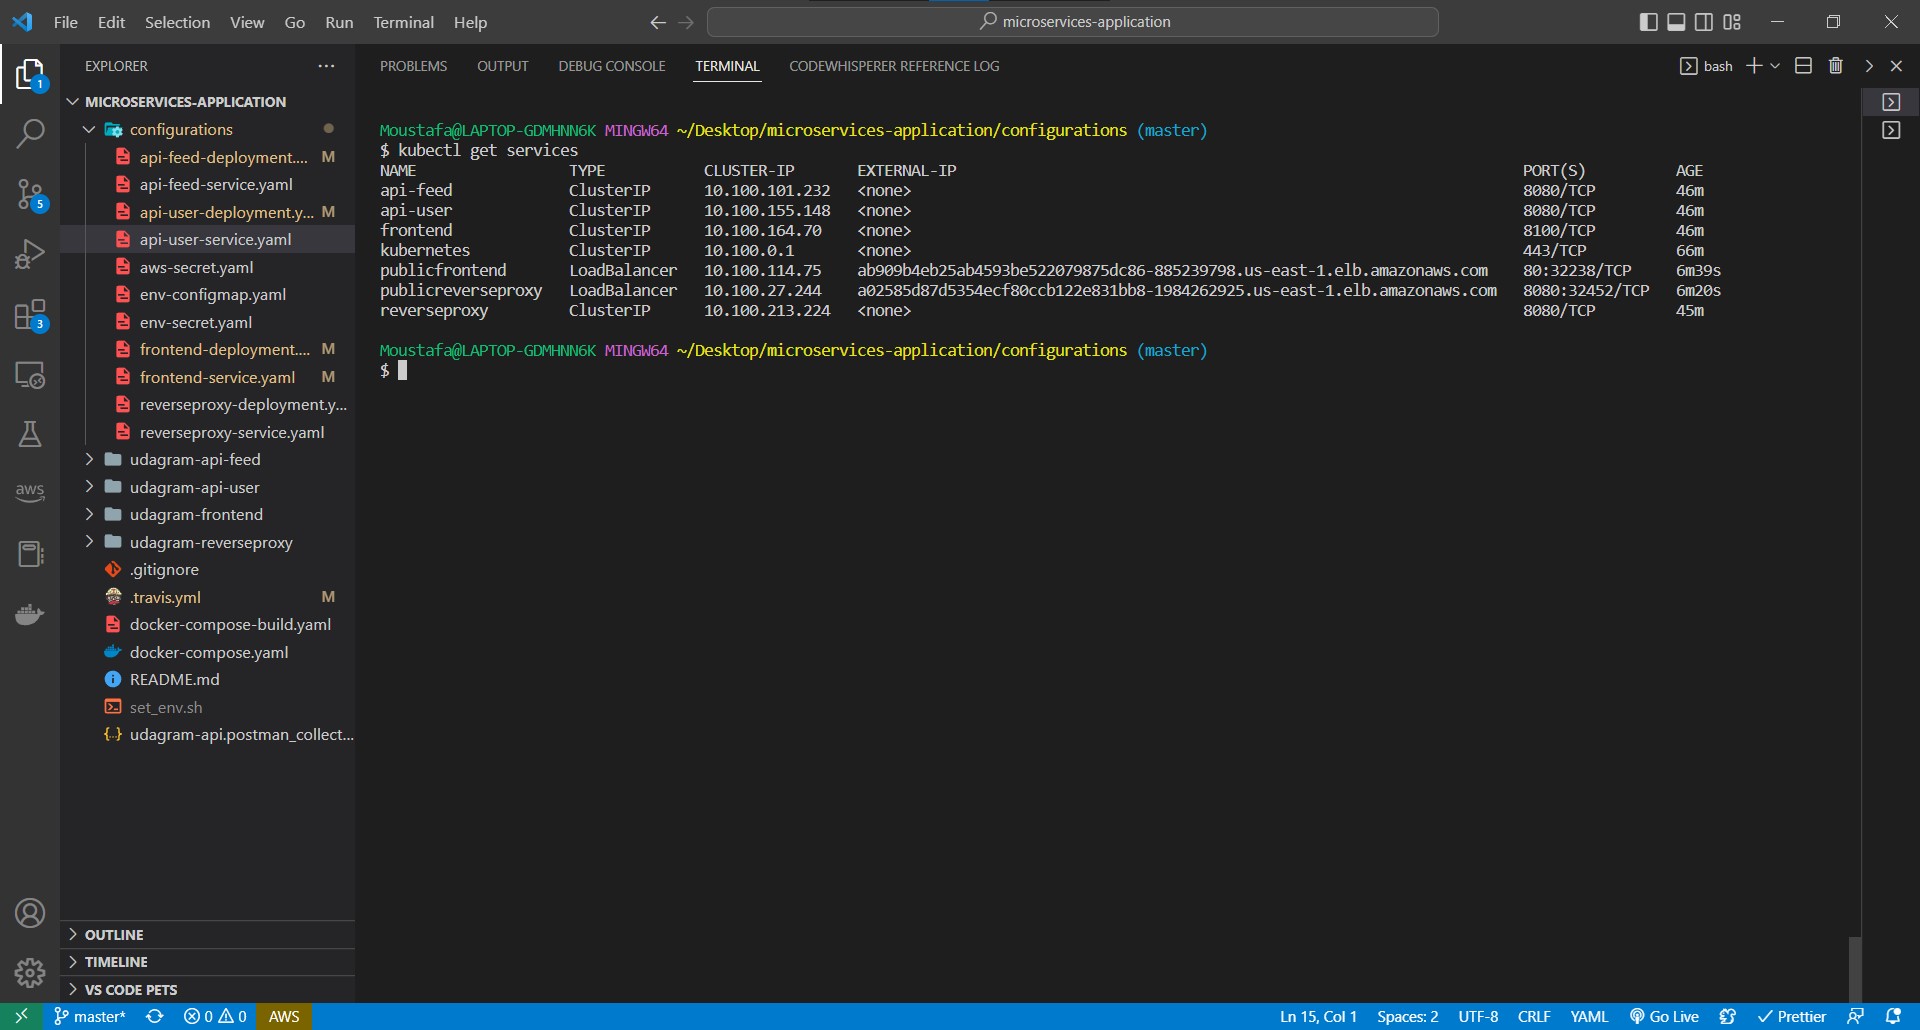 File Edit Selection View Go Run Terminal Help microservices-application
EXPLORER
PROBLEMS OUTPUT DEBUG CONSOLE TERMINAL CODEWHISPERER REFERENCE LOG bash
MICROSERVICES-APPLICATION
configurations
api-feed-deployment.... M
api-feed-service.yaml
api-user-deployment.y... M
api-user-service.yaml
aws-secret.yaml
env-configmap.yaml
env-secret.yaml
frontend-deployment.... M
frontend-service.yaml M
reverseproxy-deployment.y...
reverseproxy-service.yaml
udagram-api-feed
udagram-api-user
udagram-frontend
udagram-reverseproxy
.gitignore
.travis.yml M
docker-compose-build.yaml
docker-compose.yaml
README.md
set_env.sh
udagram-api.postman_collect...
OUTLINE
TIMELINE
VS CODE PETS
1
5
3
aws
Moustafa@LAPTOP-GDMHNN6K MINGW64 ~/Desktop/microservices-application/configurations (master)
$ kubectl get services
NAME TYPE CLUSTER-IP EXTERNAL-IP PORT(S) AGE
api-feed ClusterIP 10.100.101.232 <none> 8080/TCP 46m
api-user ClusterIP 10.100.155.148 <none> 8080/TCP 46m
frontend ClusterIP 10.100.164.70 <none> 8100/TCP 46m
kubernetes ClusterIP 10.100.0.1 <none> 443/TCP 66m
publicfrontend LoadBalancer 10.100.114.75 ab909b4eb25ab4593be522079875dc86-885239798.us-east-1.elb.amazonaws.com 80:32238/TCP 6m39s
publicreverseproxy LoadBalancer 10.100.27.244 a02585d87d5354ecf80ccb122e831bb8-1984262925.us-east-1.elb.amazonaws.com 8080:32452/TCP 6m20s
reverseproxy ClusterIP 10.100.213.224 <none> 8080/TCP 45m
Moustafa@LAPTOP-GDMHNN6K MINGW64 ~/Desktop/microservices-application/configurations (master)
$
master* 0 0 AWS Ln 15, Col 1 Spaces: 2 UTF-8 CRLF YAML Go Live Prettier